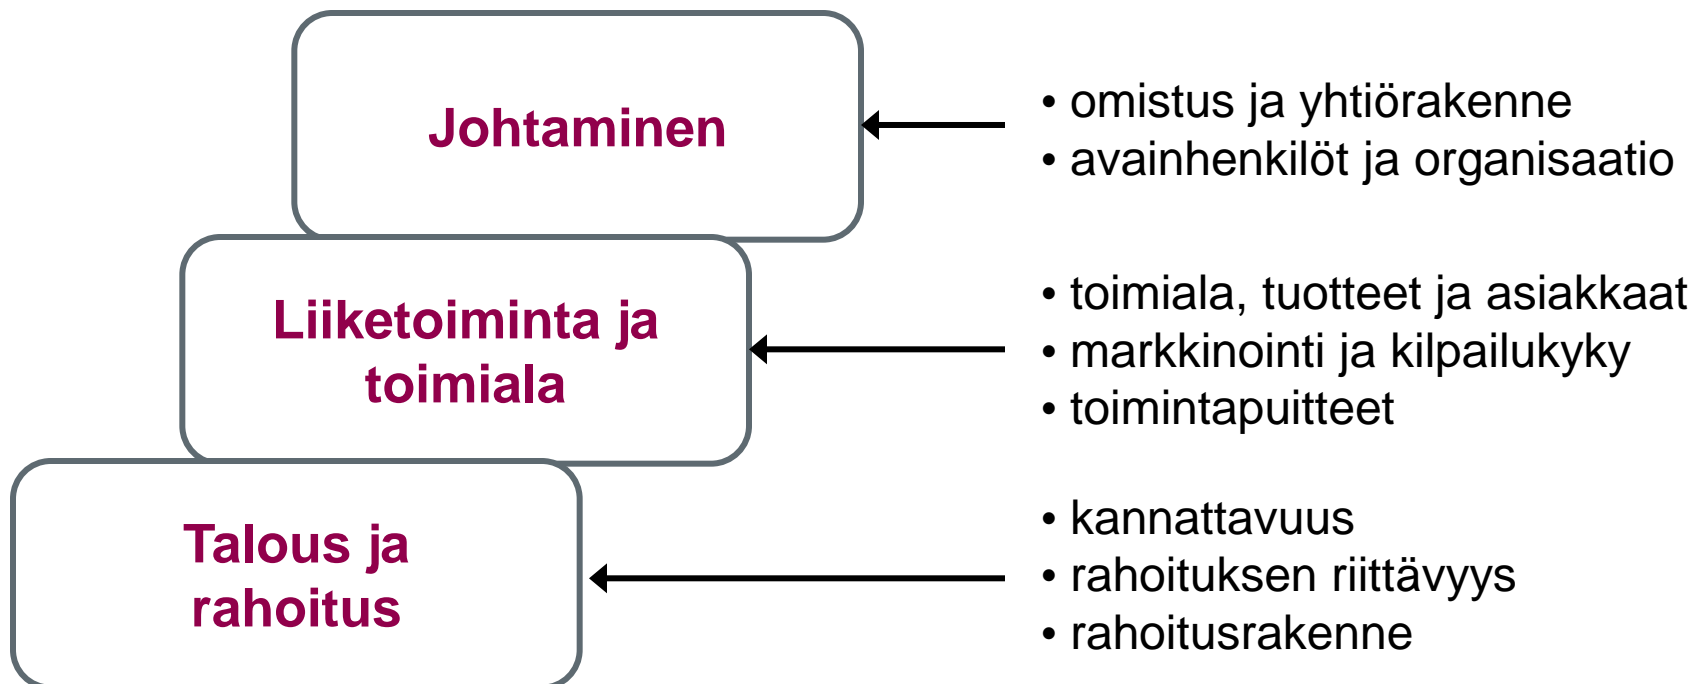 Johtaminen
• omistus ja yhtiörakenne
• avainhenkilöt ja organisaatio
Liiketoiminta ja
toimiala
• toimiala, tuotteet ja asiakkaat
• markkinointi ja kilpailukyky
• toimintapuitteet
Talous ja
rahoitus
• kannattavuus
• rahoituksen riittävyys
• rahoitusrakenne